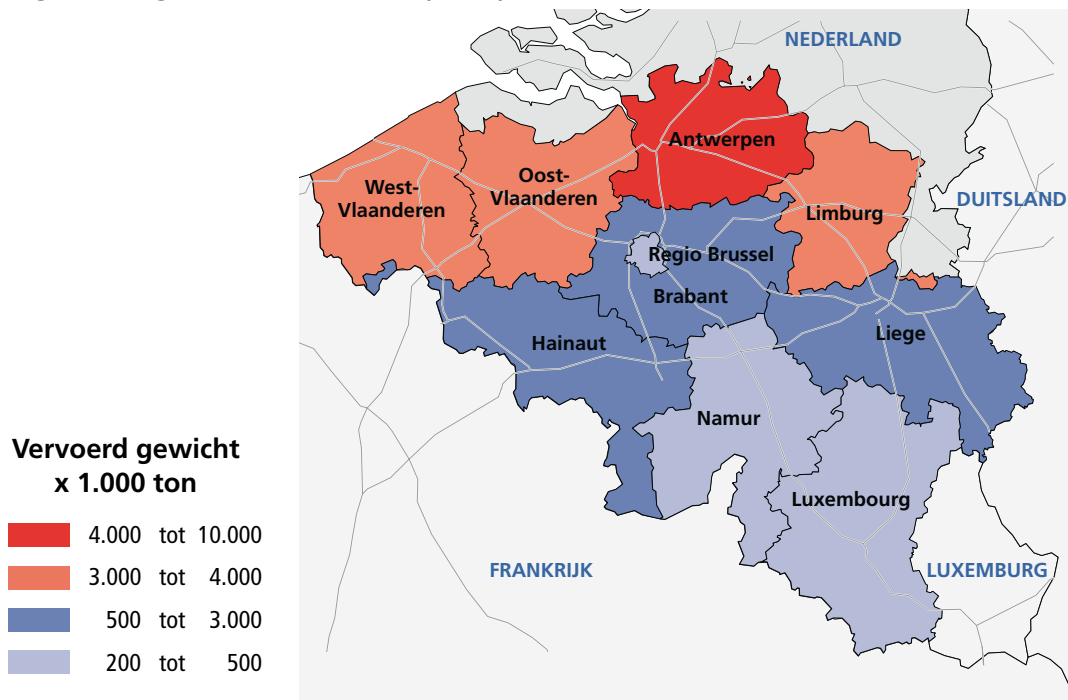 NEDERLAND
Antwerpen
Oost-
Vlaanderen
West-
Vlaanderen
DUITSLAND
Limburg
Regio Brussel
Brabant
Hainaut
Liege
Namur
Luxembourg
FRANKRIJK
LUXEMBURG
Vervoerd gewicht
x 1.000 ton
4.000 tot 10.000
3.000 tot 4.000
500 tot 3.000
200 tot 500